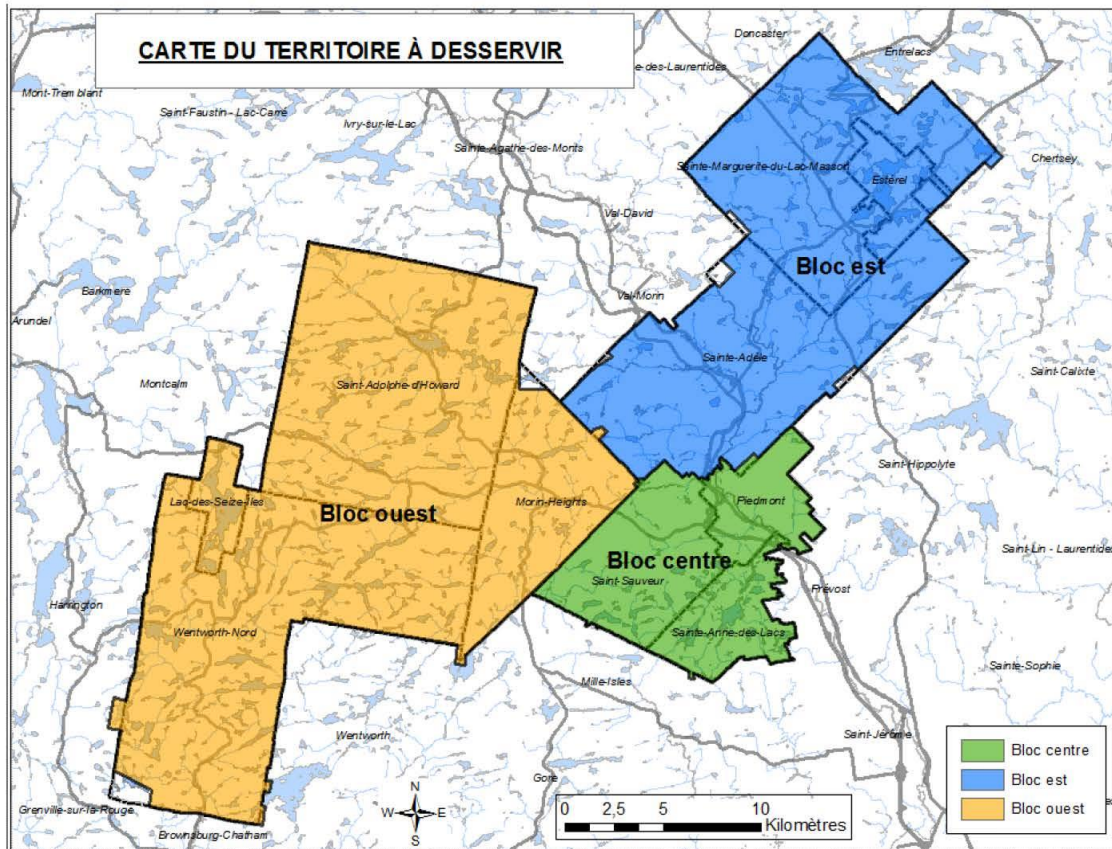 CARTE DU TERRITOIRE À DESSERVIR
Doncaster
Entrelacs
e-des-Laurentides
Mont-Tremblant
Saint-Faustin - Lac-Carré
Ivry-sur-le-Lac
Sainte-Agathe-des-Monts
Chertsey
Sainte-Marguerite-du-Lac-Masson
Estérel
Val-David
Bloc est
Barkmere
Val-Morin
Arundel
Sainte-Adèle
Saint-Calixte
Montcalm
Saint-Adolphe-d'Howard
Saint-Hippolyte
Lac-des-Seize-Îles
Morin-Heights
Piedmont
Bloc ouest
Saint-Lin - Laurentides
Bloc centre
Saint-Sauveur
Prévost
Harrington
Wentworth-Nord
Sainte-Anne-des-Lacs
Sainte-Sophie
Mille-Isles
Wentworth
Saint-Jérôme
Gore
Grenville-sur-la-Rouge
Brownsburg-Chatham
N
W E
S
0 2,5 5 10
Kilomètres
Bloc centre
Bloc est
Bloc ouest